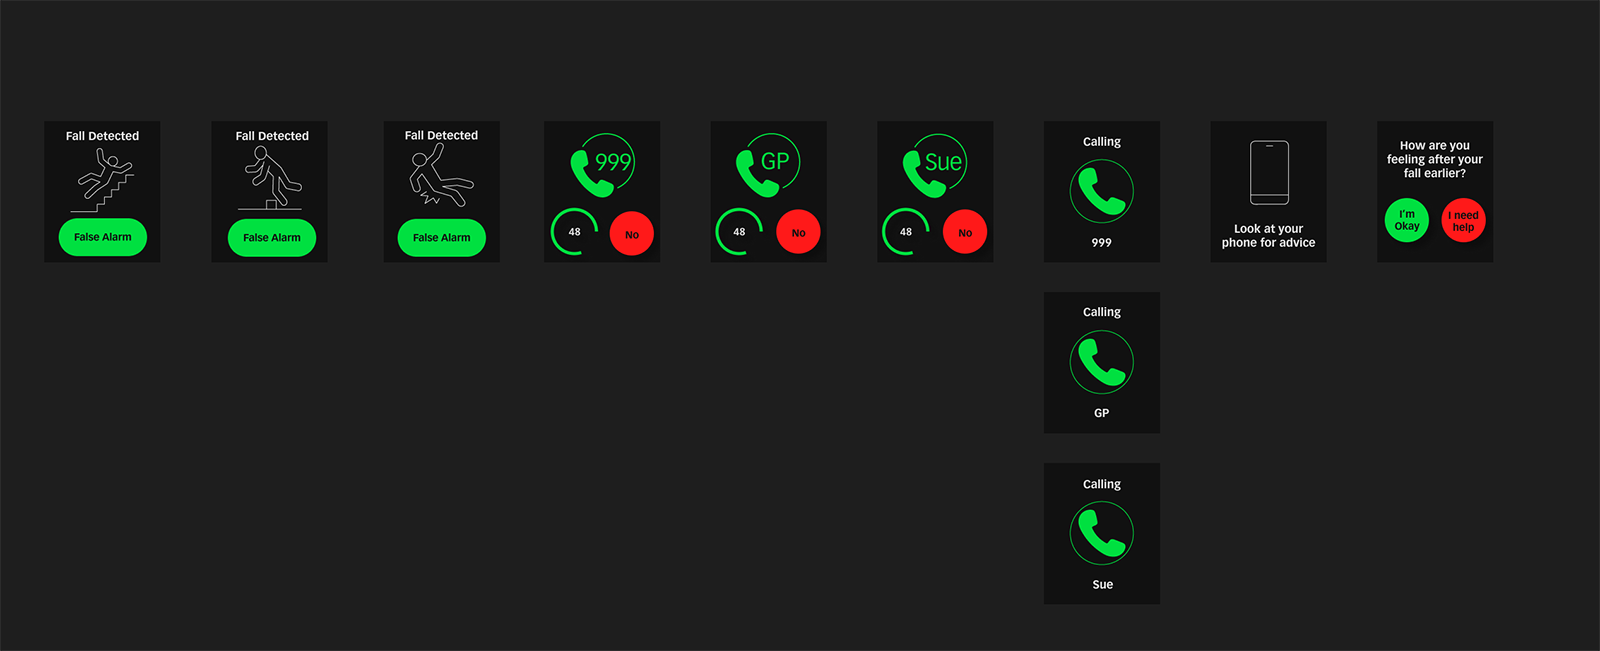 Fall Detected
False Alarm
Fall Detected
False Alarm
Fall Detected
False Alarm
999
48
No
GP
48
No
Sue
48
No
Calling
999
Look at your
phone for advice
How are you
feeling after your
fall earlier?
I'm
Okay
I need
help
Calling
GP
Calling
Sue